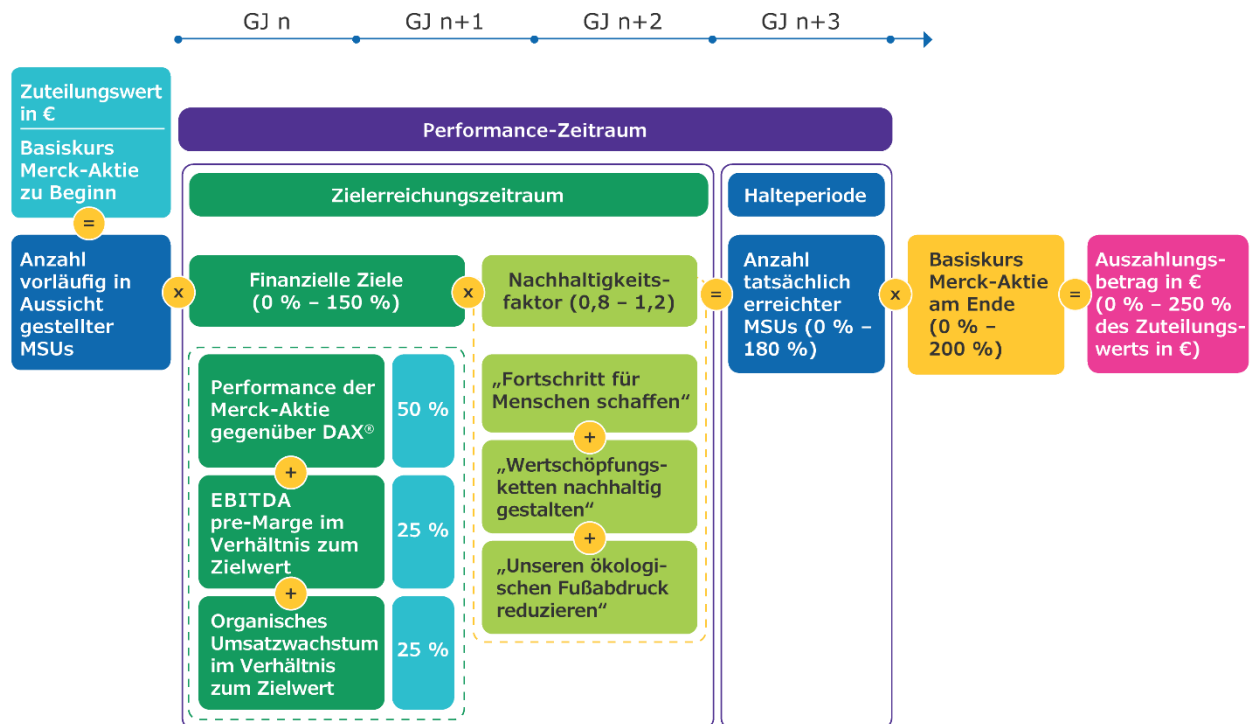 GJ n
GJ n+1
GJ n+2
GJ n+3
Zuteilungswert
in €
Basiskurs
Merck-Aktie
zu Beginn
=
Anzahl
vorläufig in
Aussicht
gestellter
MSUs
Performance-Zeitraum
Zielerreichungszeitraum
Halteperiode
x
Finanzielle Ziele
(0 % – 150 %)
x
Nachhaltigkeits-
faktor (0,8 – 1,2)
=
Anzahl
tatsächlich
erreichter
MSUs (0 % –
180 %)
x
Basiskurs
Merck-Aktie
am Ende
(0 % –
200 %)
=
Auszahlungs-
betrag in €
(0 % – 250 %
des Zuteilungs-
werts in €)
Performance der
Merck-Aktie
gegenüber DAX®
50 %
+
EBITDA
pre-Marge im
Verhältnis zum
Zielwert
25 %
+
Organisches
Umsatzwachstum
im Verhältnis
zum Zielwert
25 %
„Fortschritt für
Menschen schaffen“
+
„Wertschöpfungs-
ketten nachhaltig
gestalten“
+
„Unseren ökologi-
schen Fußabdruck
reduzieren“